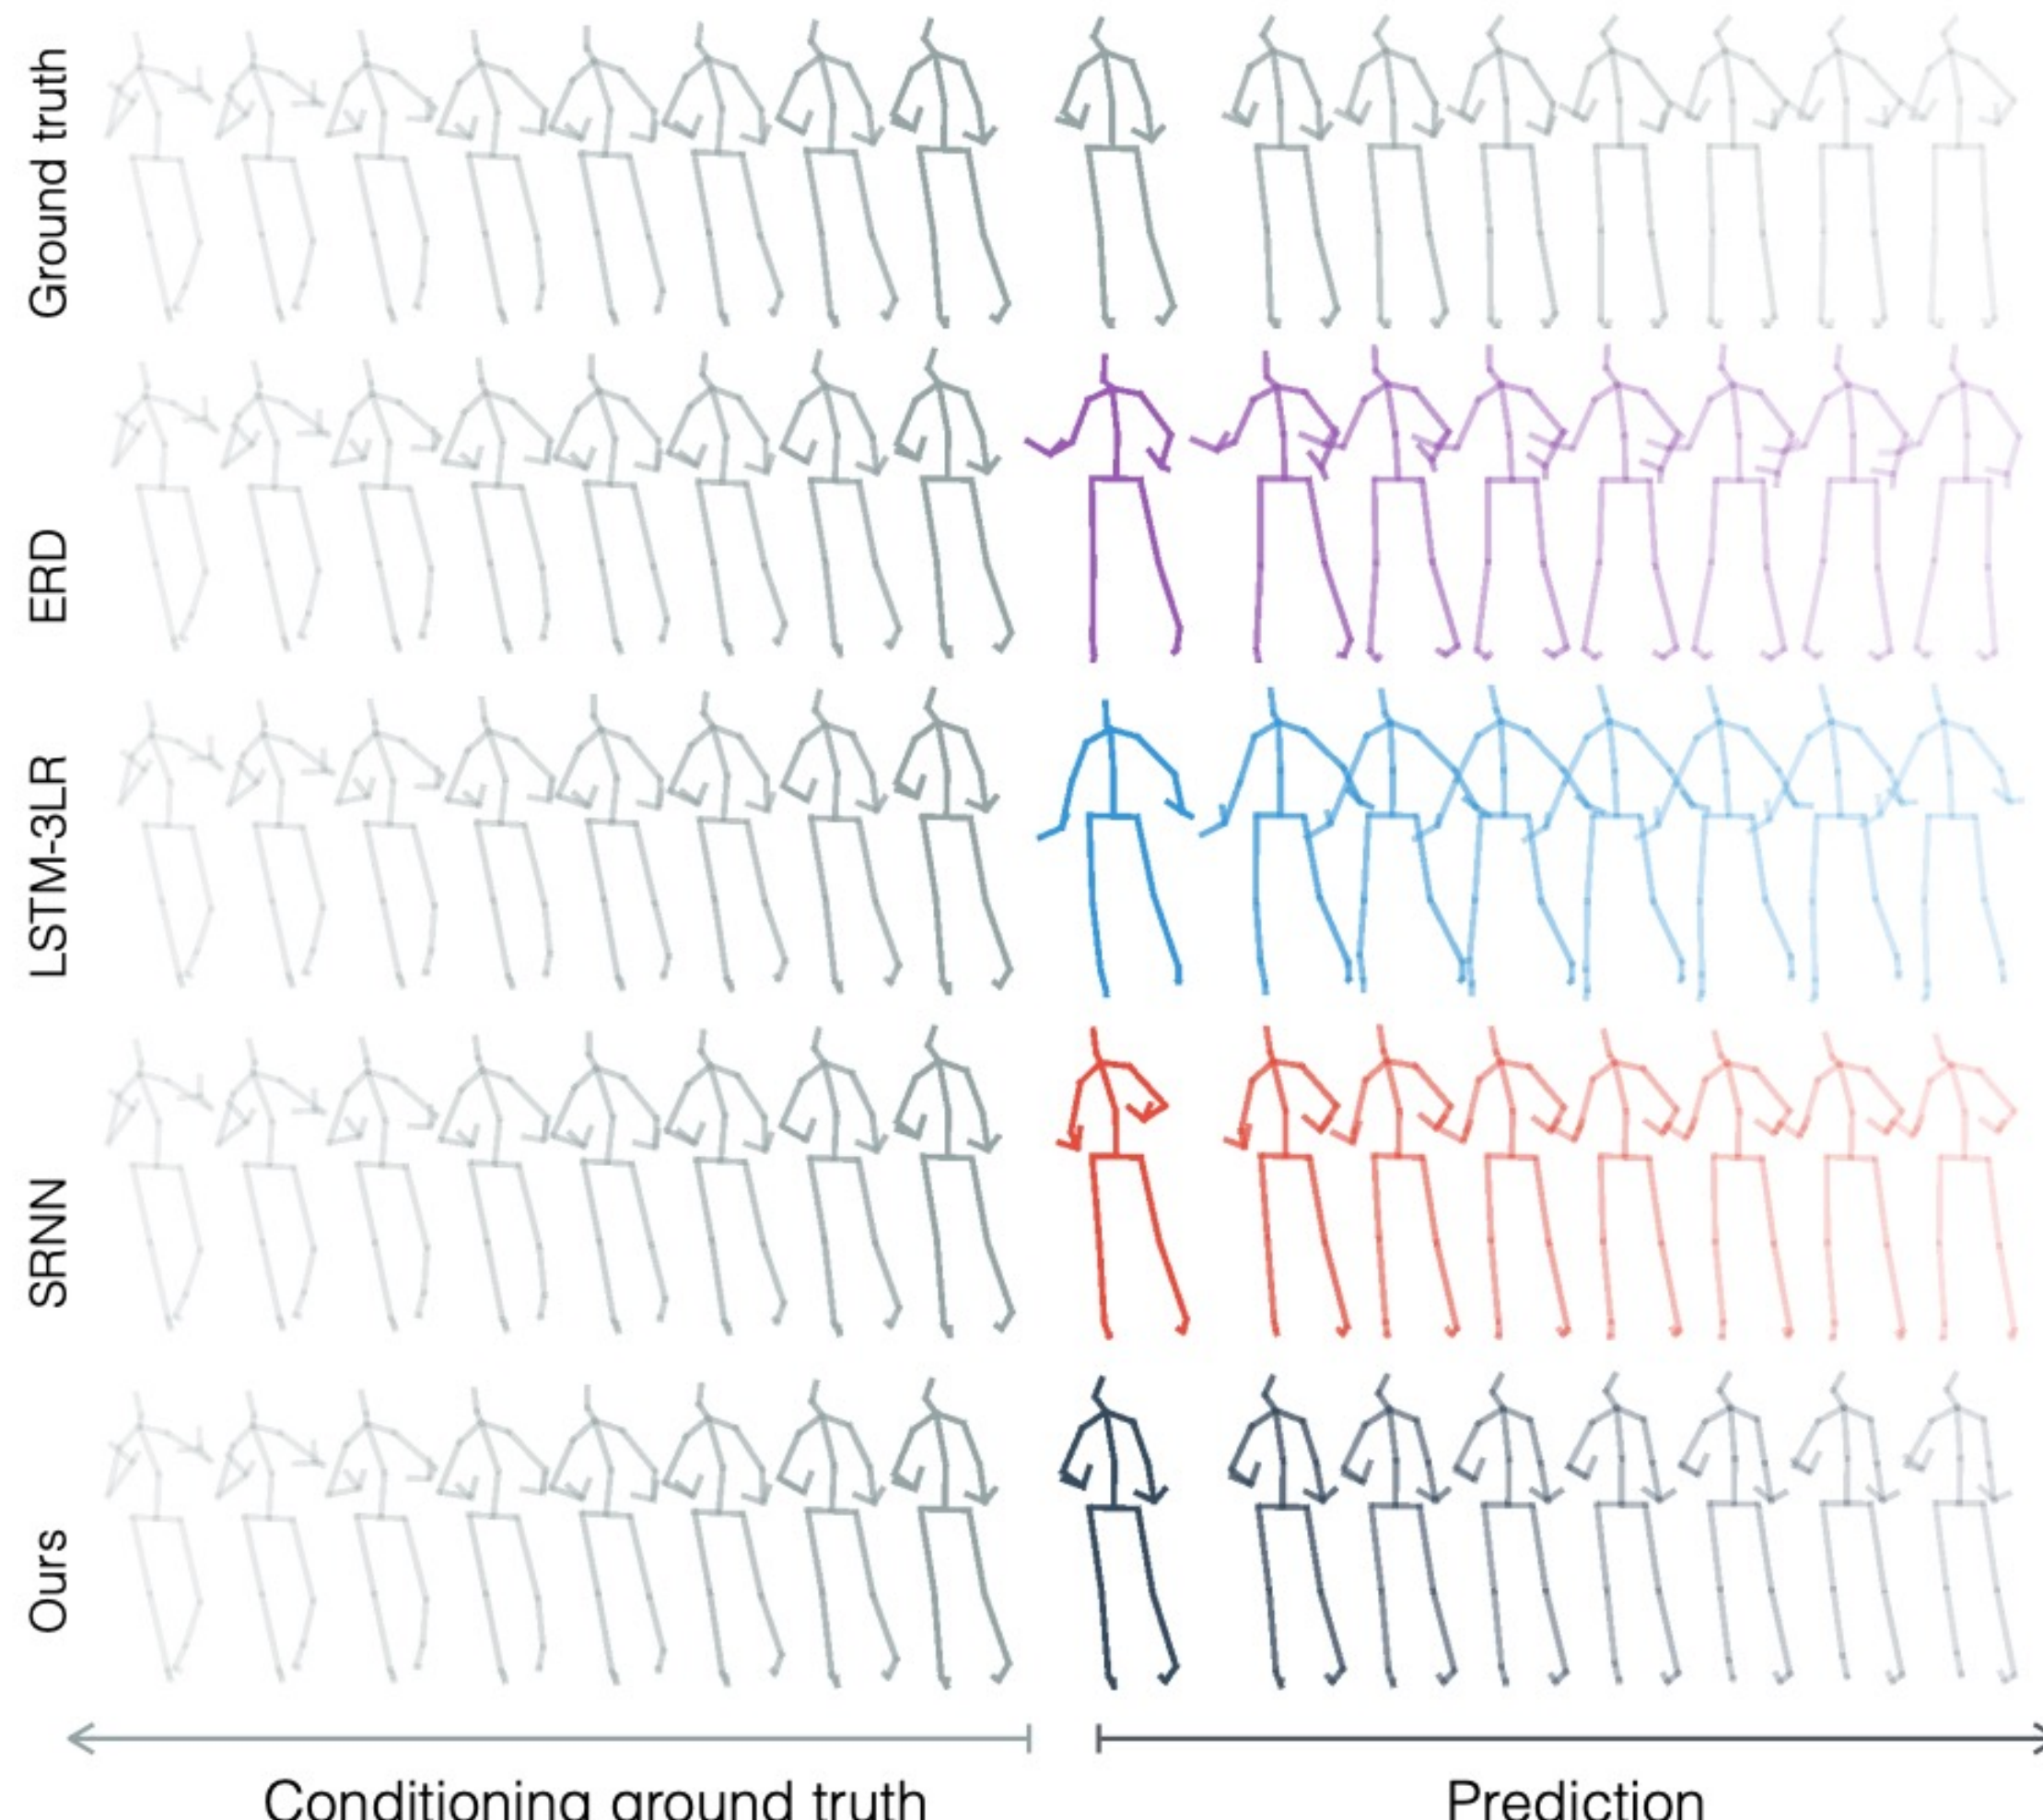 Ground truth
ERD
LSTM-3LR
SRNN
Ours
Conditioning ground truth
Prediction